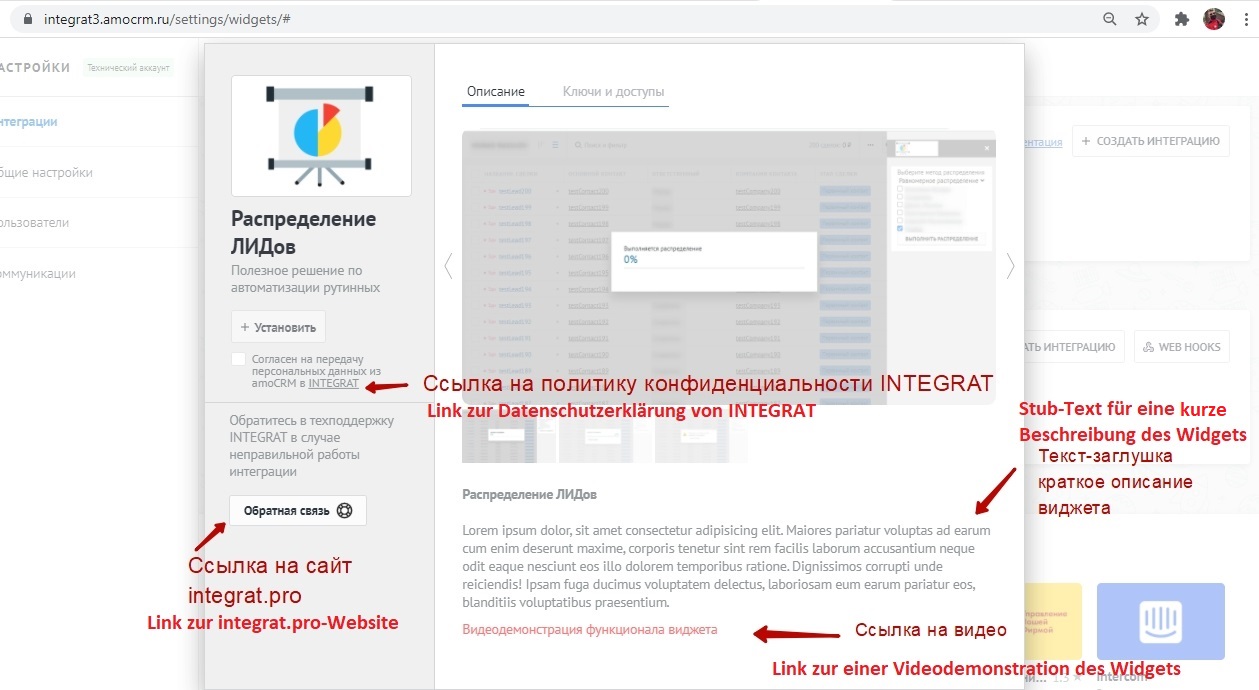 integrat3.amocrm.ru/settings/widgets/#
АСТРОЙКИ
Технический аккаунт
нтеграции
бщие настройки
ользователи
оммуникации
Распределение
ЛИДов
Полезное решение по
автоматизации рутинных
+ Установить
Согласен на передачу
персональных данных из
amoCRM в INTEGRAT
Обратитесь в техподдержку
INTEGRAT в случае
неправильной работы
интеграции
Обратная связь
Ссылка на сайт
integrat.pro
Link zur integrat.pro-Website
Описание
Ключи и доступы
Выберите метод распределения
Равномерное распределение
ВЫПОЛНИТЬ РАСПРЕДЕЛЕНИЕ
Выполняется распределение
0%
Ссылка на политику конфиденциальности INTEGRAT
Link zur Datenschutzerklärung von INTEGRAT
Распределение ЛИДов
Lorem ipsum dolor, sit amet consectetur adipisicing elit. Maiores pariatur voluptas ad earum
cum enim deserunt maxime, corporis tenetur sint rem facilis laborum accusantium neque
odit eaque nesciunt eos illo dolorem temporibus ratione. Dignissimos corrupti unde
reiciendis! Ipsam fuga ducimus voluptatem delectus, laboriosam eum earum pariatur eos,
blanditiis voluptatibus praesentium.
Видеодемонстрация функционала виджета
Ссылка на видео
Link zur einer Videodemonstration des Widgets
ентация
+ СОЗДАТЬ ИНТЕГРАЦИЮ
АТЬ ИНТЕГРАЦИЮ
WEB HOOKS
Stub-Text für eine kurze
Beschreibung des Widgets
Текст-заглушка
краткое описание
виджета